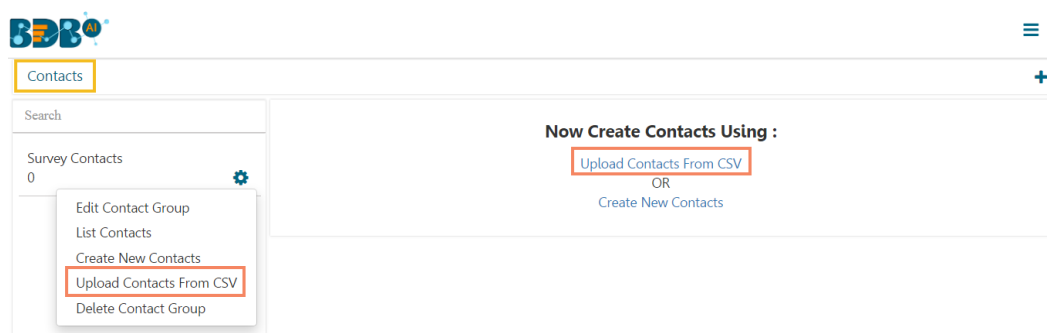 BDB AI
Contacts
Search
Survey Contacts
0
Edit Contact Group
List Contacts
Create New Contacts
Upload Contacts From CSV
Delete Contact Group
Now Create Contacts Using :
Upload Contacts From CSV
OR
Create New Contacts